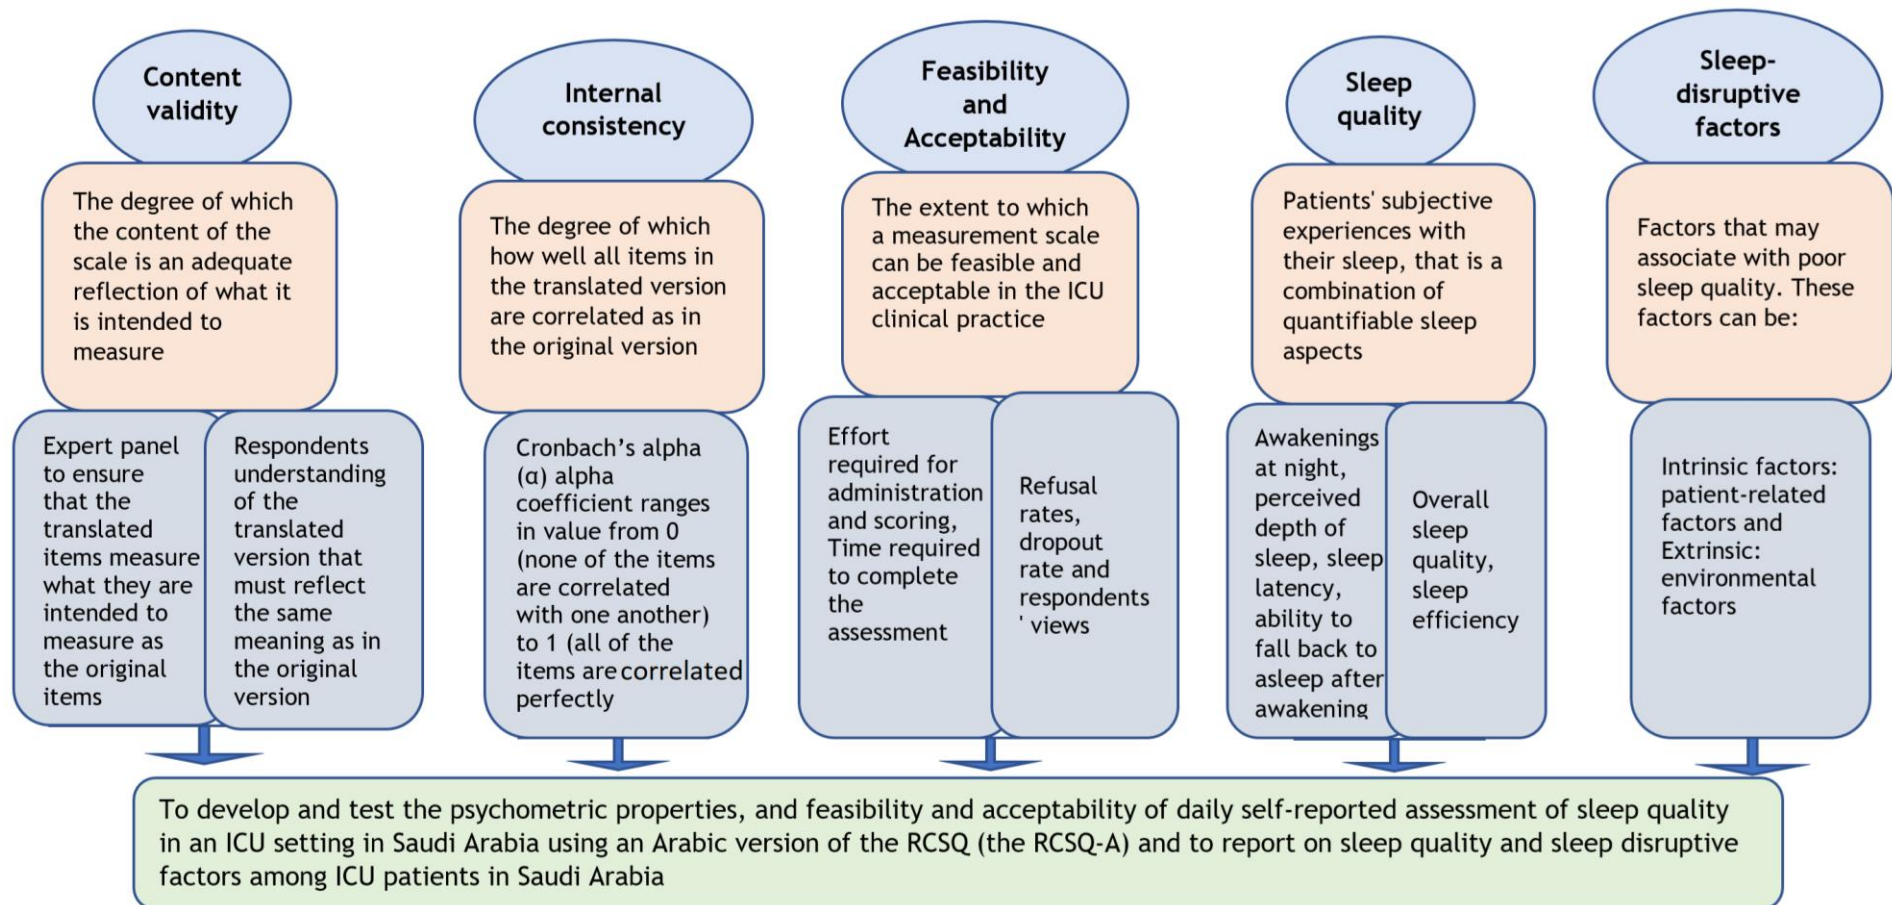 Content
validity
The degree of which
the content of the
scale is an adequate
reflection of what it
is intended to
measure
Expert panel
to ensure
that the
translated
items measure
what they are
intended to
measure as
the original
items
Respondents
understanding
of the
translated
version that
must reflect
the same
meaning as in
the original
version
Internal
consistency
The degree of which
how well all items in
the translated version
are correlated as in
the original version
Cronbach’s alpha
(α) alpha
coefficient ranges
in value from 0
(none of the items
are correlated
with one another)
to 1 (all of the
items are correlated
perfectly
Feasibility
and
Acceptability
The extent to which
a measurement scale
can be feasible and
acceptable in the ICU
clinical practice
Effort
required for
administration
and scoring,
Time required
to complete
the
assessment
Refusal
rates,
dropout
rate and
respondents
' views
Sleep
quality
Patients' subjective
experiences with
their sleep, that is a
combination of
quantifiable sleep
aspects
Awakenings
at night,
perceived
depth of
sleep, sleep
latency,
ability to
fall back to
asleep after
awakening
Overall
sleep
quality,
sleep
efficiency
Sleep-
disruptive
factors
Factors that may
associate with poor
sleep quality. These
factors can be:
Intrinsic factors:
patient-related
factors and
Extrinsic:
environmental
factors
To develop and test the psychometric properties, and feasibility and acceptability of daily self-reported assessment of sleep quality
in an ICU setting in Saudi Arabia using an Arabic version of the RCSQ (the RCSQ-A) and to report on sleep quality and sleep disruptive
factors among ICU patients in Saudi Arabia